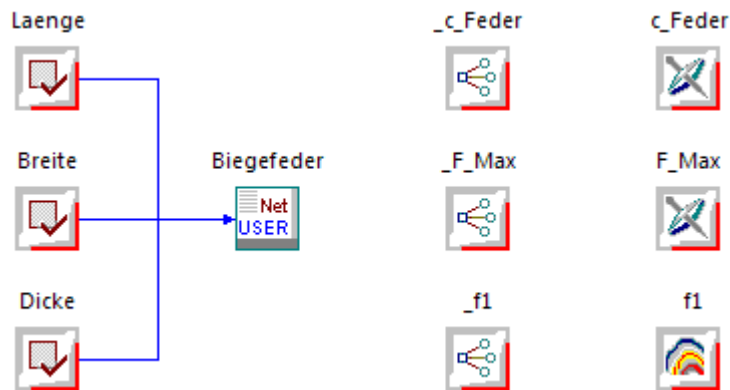 Laenge
_c_Feder
c_Feder
Breite
Biegefeder
_F_Max
F_Max
Net
USER
Dicke
_f1
f1